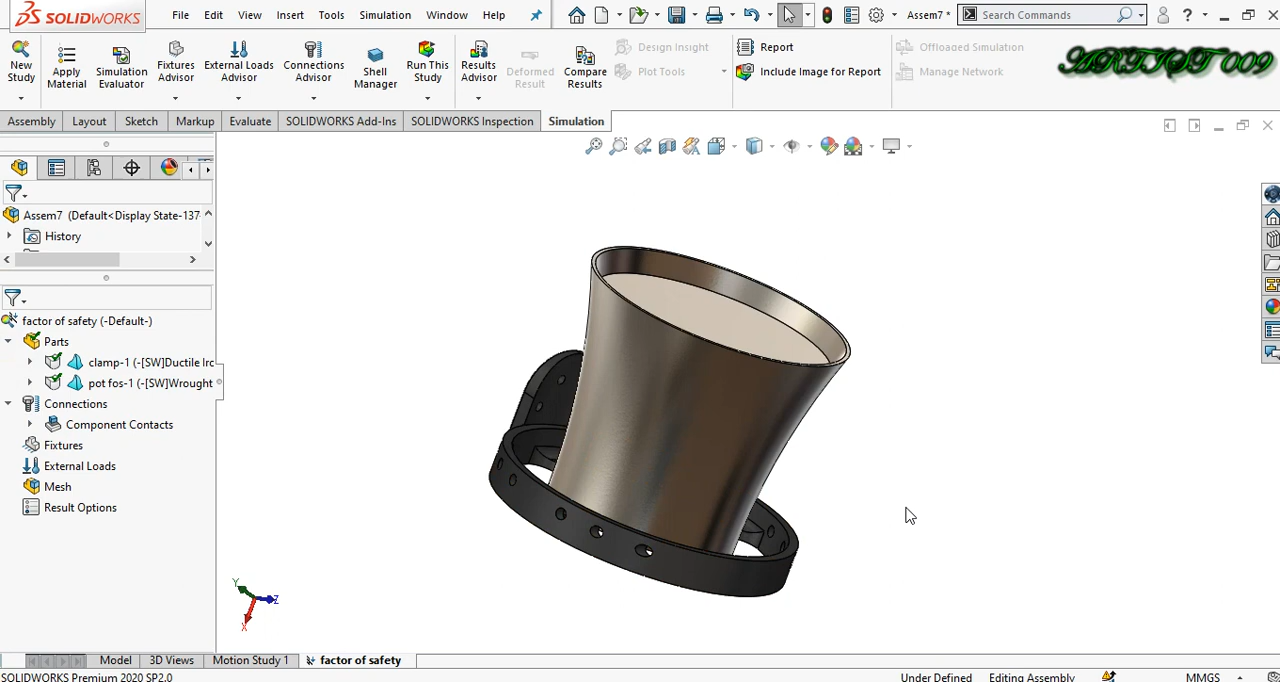 SOLIDWORKS File Edit View Insert Tools Simulation Window Help Assem7 * Search Commands ?
New Study
Apply Material
Simulation Evaluator
Fixtures Advisor
External Loads Advisor
Connections Advisor
Shell Manager
Run This Study
Results Advisor
Deformed Result
Compare Results
Design Insight
Plot Tools
Report
Include Image for Report
Offloaded Simulation
Manage Network
ARTIST 009
Assembly Layout Sketch Markup Evaluate SOLIDWORKS Add-Ins SOLIDWORKS Inspection Simulation
Assem7 (Default<Display State-137
History
factor of safety (-Default-)
Parts
clamp-1 (-[SW]Ductile Irc
pot fos-1 (-[SW]Wrought
Connections
Component Contacts
Fixtures
External Loads
Mesh
Result Options
Y
Z
X
Model 3D Views Motion Study 1 factor of safety
SOLIDWORKS Premium 2020 SP2.0 Under Defined Editing Assembly MMGS